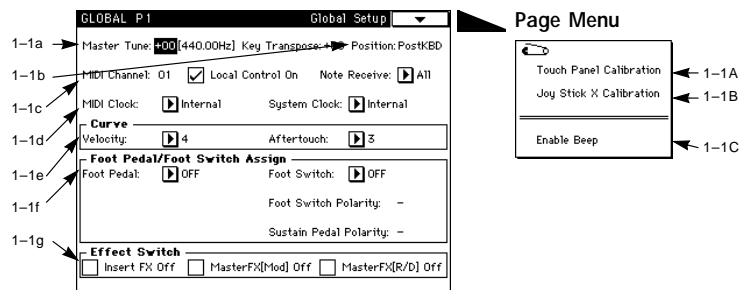 GLOBAL P1 Global Setup
Page Menu
1–1a
Master Tune: +00 [440.00Hz] Key Transpose: Position: PostKBD
1–1b
MIDI Channel: 01 Local Control On Note Receive: All
1–1c
MIDI Clock: Internal System Clock: Internal
1–1d
Curve
Velocity: 4 Aftertouch: 3
1–1e
Foot Pedal/Foot Switch Assign
Foot Pedal: OFF Foot Switch: OFF
1–1f
Foot Switch Polarity: –
Sustain Pedal Polarity: –
1–1g
Effect Switch
Insert FX Off MasterFX[Mod] Off MasterFX[R/D] Off
Touch Panel Calibration 1–1A
Joy Stick X Calibration 1–1B
Enable Beep 1–1C